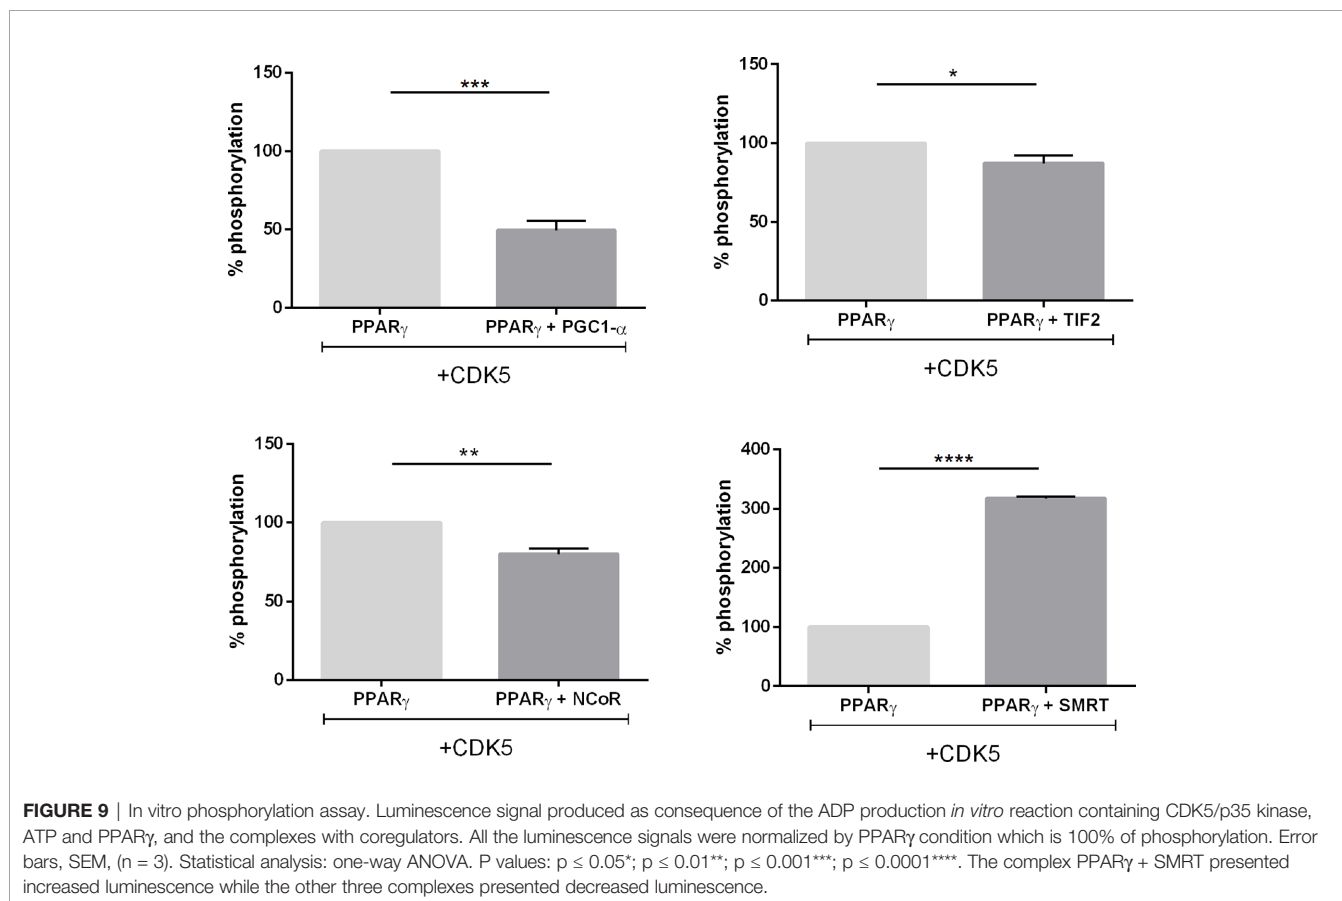 150
100
50
0
% phosphorylation
***
PPARγ
PPARγ + PGC1-α
+CDK5
150
100
50
0
% phosphorylation
*
PPARγ
PPARγ + TIF2
+CDK5
150
100
50
0
% phosphorylation
**
PPARγ
PPARγ + NCoR
+CDK5
400
300
200
100
0
% phosphorylation
****
PPARγ
PPARγ + SMRT
+CDK5
FIGURE 9 | In vitro phosphorylation assay. Luminescence signal produced as consequence of the ADP production in vitro reaction containing CDK5/p35 kinase,
ATP and PPARγ, and the complexes with coregulators. All the luminescence signals were normalized by PPARγ condition which is 100% of phosphorylation. Error
bars, SEM, (n = 3). Statistical analysis: one-way ANOVA. P values: p ≤ 0.05*; p ≤ 0.01**; p ≤ 0.001***; p ≤ 0.0001****. The complex PPARγ + SMRT presented
increased luminescence while the other three complexes presented decreased luminescence.